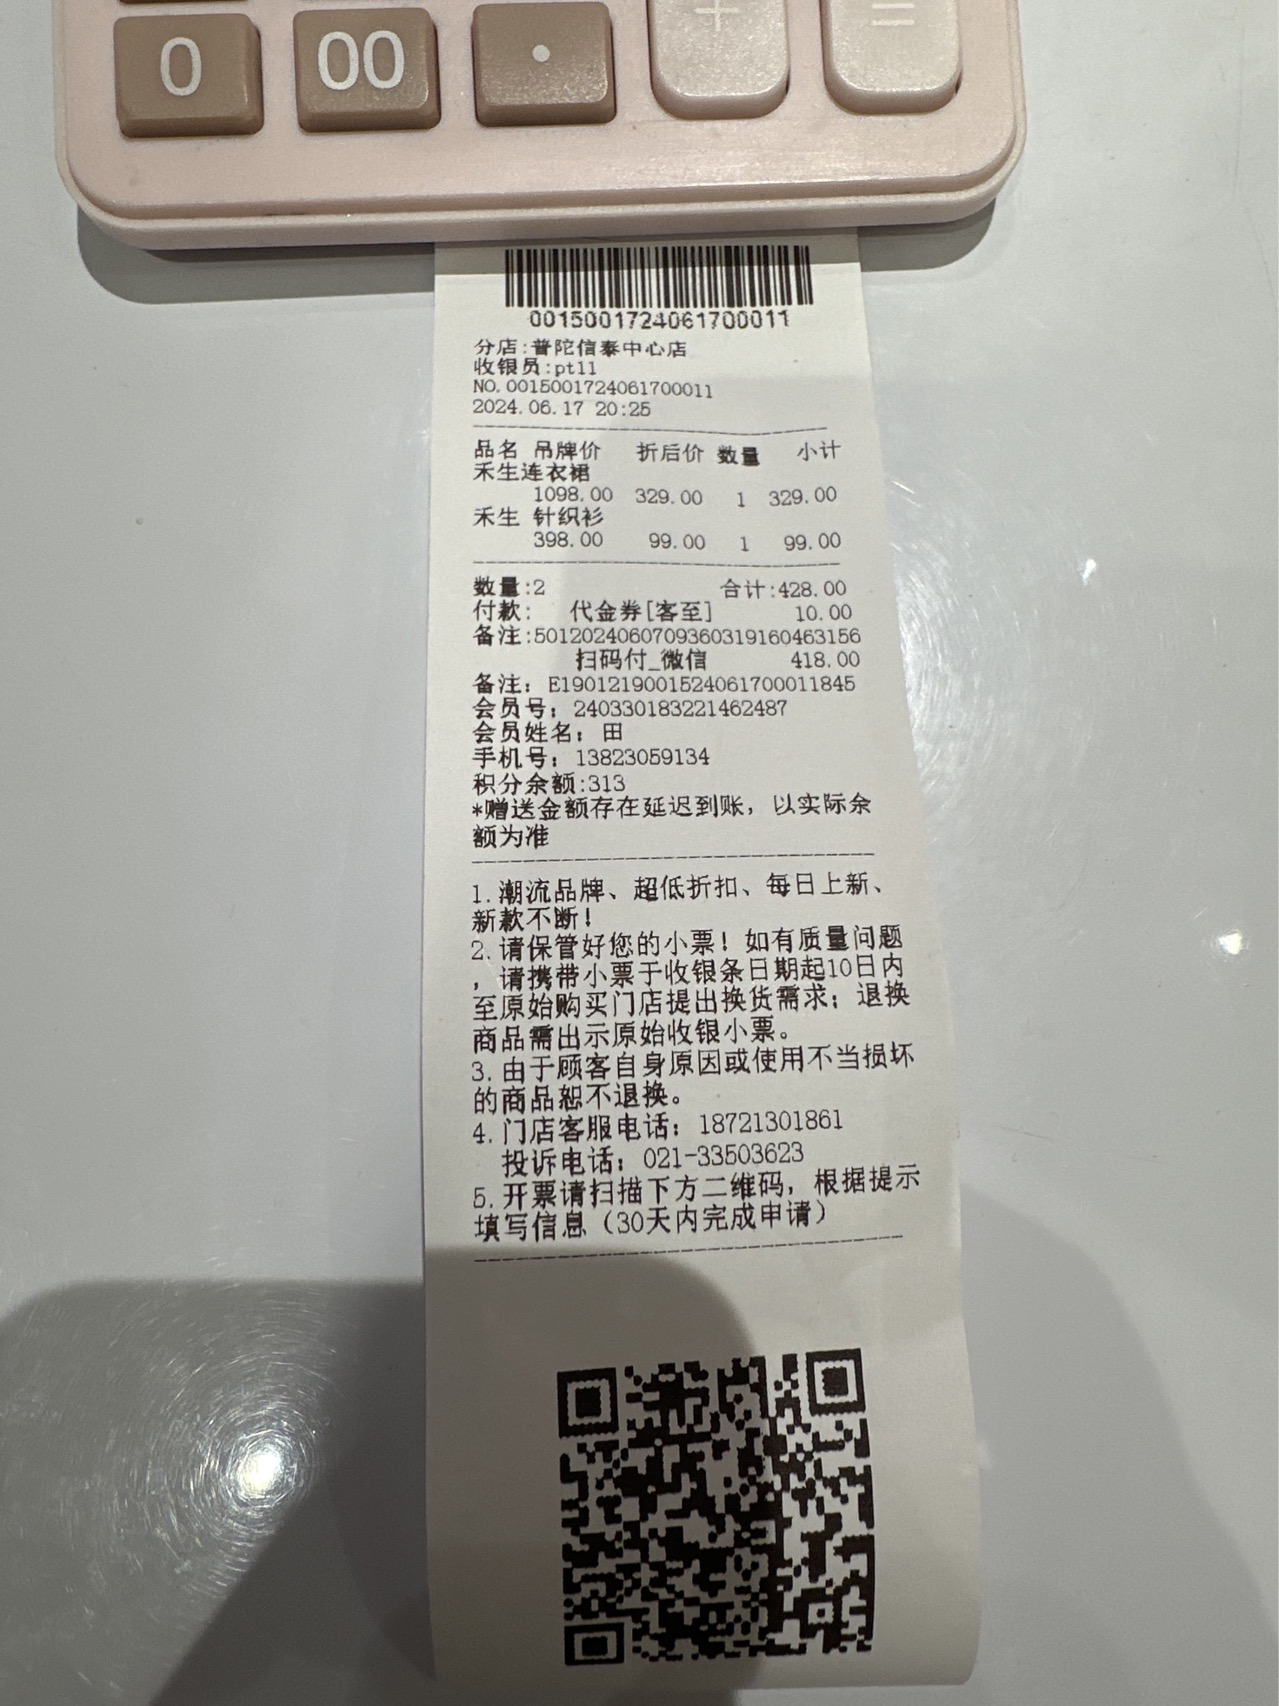 0
00
.
+
=
0015001724061700011
分店:普陀信泰中心店
收银员:pt11
NO.0015001724061700011
2024.06.17 20:25
品名 吊牌价 折后价 数量 小计
禾生连衣裙
1098.00 329.00 1 329.00
禾生 针织衫
398.00 99.00 1 99.00
数量:2 合计:428.00
付款: 代金券[客至] 10.00
备注:5012024060709360319160463156
扫码付_微信 418.00
备注: E1901219001524061700011845
会员号: 240330183221462487
会员姓名: 田
手机号: 13823059134
积分余额:313
*赠送金额存在延迟到账, 以实际余
额为准
1.潮流品牌、超低折扣、每日上新、
新款不断!
2.请保管好您的小票! 如有质量问题
, 请携带小票于收银条日期起10日内
至原始购买门店提出换货需求; 退换
商品需出示原始收银小票。
3.由于顾客自身原因或使用不当损坏
的商品恕不退换。
4.门店客服电话: 18721301861
投诉电话: 021-33503623
5.开票请扫描下方二维码, 根据提示
填写信息(30天内完成申请)